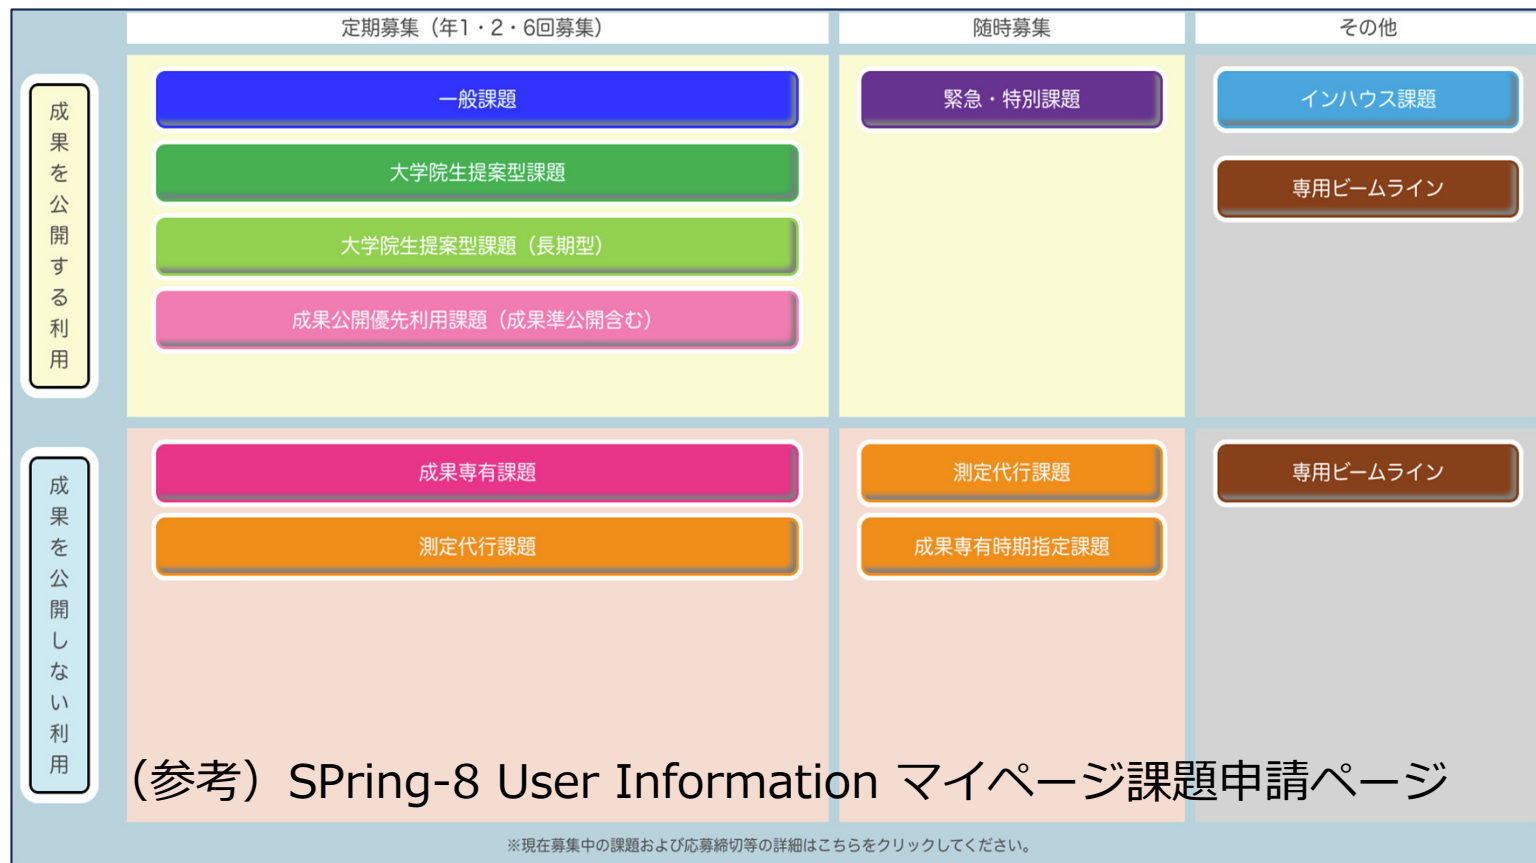 定期募集（年1・2・6回募集）
随時募集
その他
成果を公開する利用
一般課題
緊急・特別課題
インハウス課題
大学院生提案型課題
専用ビームライン
大学院生提案型課題（長期型）
成果公開優先利用課題（成果準公開含む）
成果を公開しない利用
成果専有課題
測定代行課題
専用ビームライン
測定代行課題
成果専有時期指定課題
（参考）SPring-8 User Information マイページ課題申請ページ
※現在募集中の課題および応募締切等の詳細はこちらをクリックしてください。